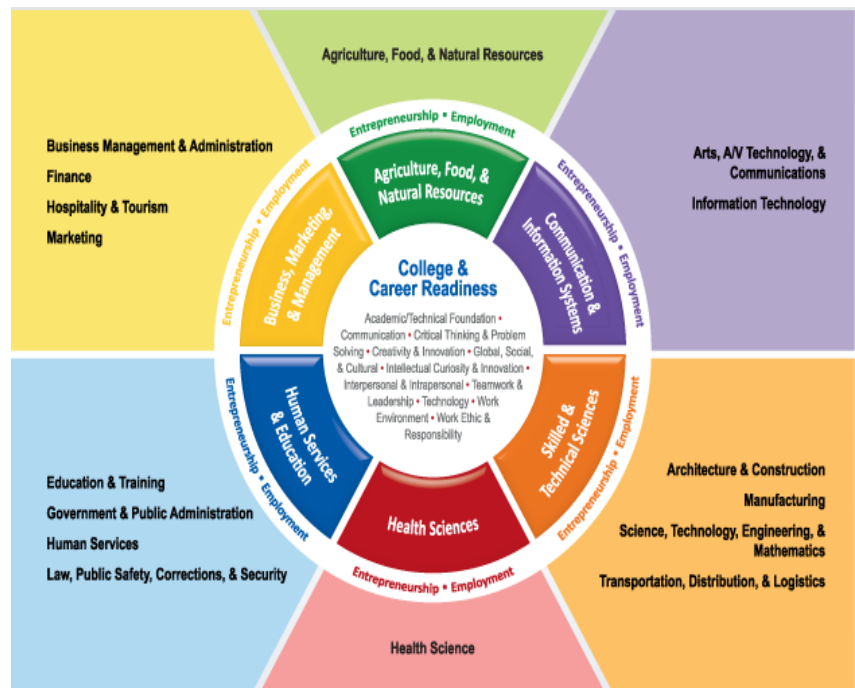 Agriculture, Food, & Natural Resources
Business Management & Administration
Finance
Hospitality & Tourism
Marketing
Arts, A/V Technology, &
Communications
Information Technology
Entrepreneurship • Employment
Agriculture, Food, &
Natural Resources
Entrepreneurship • Employment
Business, Marketing,
& Management
Entrepreneurship • Employment
Communication &
Information Systems
College &
Career Readiness
Academic/Technical Foundation •
Communication • Critical Thinking & Problem
Solving • Creativity & Innovation • Global, Social,
& Cultural • Intellectual Curiosity & Innovation •
Interpersonal & Intrapersonal • Teamwork &
Leadership • Technology • Work
Environment • Work Ethic &
Responsibility
Entrepreneurship • Employment
Human Services
& Education
Entrepreneurship • Employment
Skilled &
Technical Sciences
Health Sciences
Entrepreneurship • Employment
Education & Training
Government & Public Administration
Human Services
Law, Public Safety, Corrections, & Security
Architecture & Construction
Manufacturing
Science, Technology, Engineering, &
Mathematics
Transportation, Distribution, & Logistics
Health Science